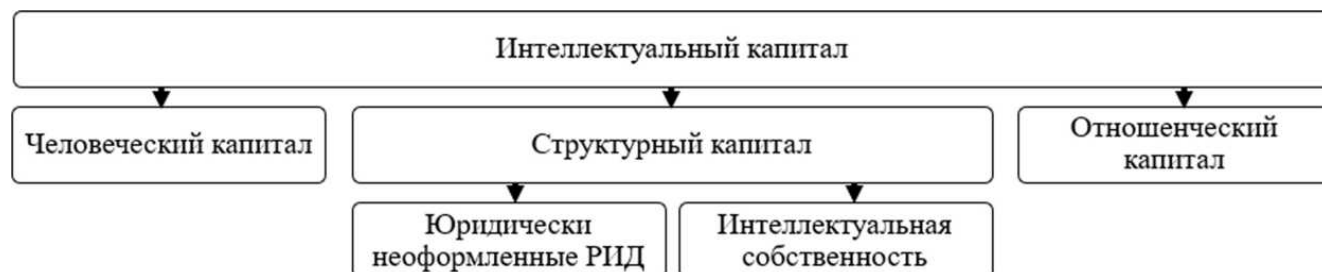 Интеллектуальный капитал
Человеческий капитал
Структурный капитал
Отношенческий
капитал
Юридически
неоформленные РИД
Интеллектуальная
собственность